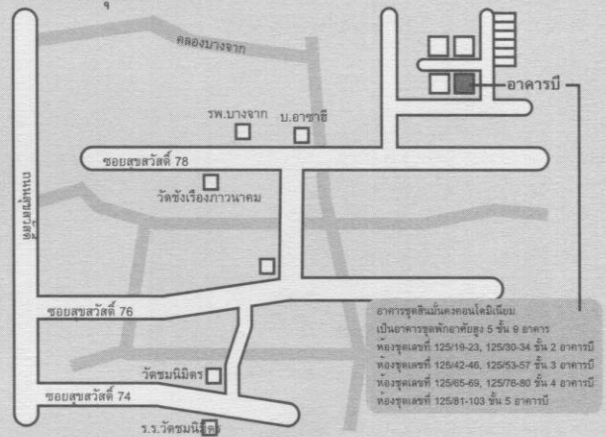 คลองบางจาก
อาคารบี
รพ.บางจาก
บ.อาซาฮี
ซอยสุขสวัสดิ์ 78
ถนนสุขสวัสดิ์
วัดชังเรืองภาวนาคม
ซอยสุขสวัสดิ์ 76
อาคารชุดสินมั่นคงคอนโดมิเนียม
เป็นอาคารชุดพักอาศัยสูง 5 ชั้น 9 อาคาร
ห้องชุดเลขที่ 125/19-23, 125/30-34 ชั้น 2 อาคารบี
ห้องชุดเลขที่ 125/42-46, 125/53-57 ชั้น 3 อาคารบี
ห้องชุดเลขที่ 125/65-69, 125/76-80 ชั้น 4 อาคารบี
ห้องชุดเลขที่ 125/81-103 ชั้น 5 อาคารบี
วัดชมนิมิตร
ซอยสุขสวัสดิ์ 74
ร.ร.วัดชมนิมิตร